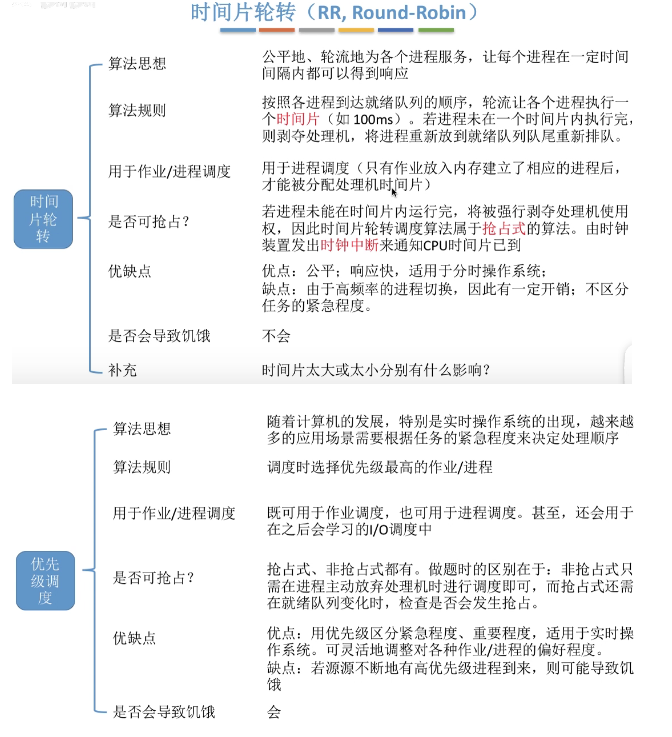 时间片轮转（RR, Round-Robin）
时间
片轮
转
算法思想
公平地、轮流地为各个进程服务，让每个进程在一定时间
间隔内都可以得到响应
算法规则
按照各进程到达就绪队列的顺序，轮流让各个进程执行一
个时间片（如 100ms）。若进程未在一个时间片内执行完，
则剥夺处理机，将进程重新放到就绪队列队尾重新排队。
用于作业/进程调度
用于进程调度（只有作业放入内存建立了相应的进程后，
才能被分配处理机时间片）
是否可抢占？
若进程未能在时间片内运行完，将被强行剥夺处理机使用
权，因此时间片轮转调度算法属于抢占式的算法。由时钟
装置发出时钟中断来通知CPU时间片已到
优缺点
优点：公平；响应快，适用于分时操作系统；
缺点：由于高频率的进程切换，因此有一定开销；不区分
任务的紧急程度。
是否会导致饥饿
不会
补充
时间片太大或太小分别有什么影响？
优先
级调
度
算法思想
随着计算机的发展，特别是实时操作系统的出现，越来越
多的应用场景需要根据任务的紧急程度来决定处理顺序
算法规则
调度时选择优先级最高的作业/进程
用于作业/进程调度
既可用于作业调度，也可用于进程调度。甚至，还会用于
在之后会学习的I/O调度中
是否可抢占？
抢占式、非抢占式都有。做题时的区别在于：非抢占式只
需在进程主动放弃处理机时进行调度即可，而抢占式还需
在就绪队列变化时，检查是否会发生抢占。
优缺点
优点：用优先级区分紧急程度、重要程度，适用于实时操
作系统。可灵活地调整对各种作业/进程的偏好程度。
缺点：若源源不断地有高优先级进程到来，则可能导致饥
饿
是否会导致饥饿
会